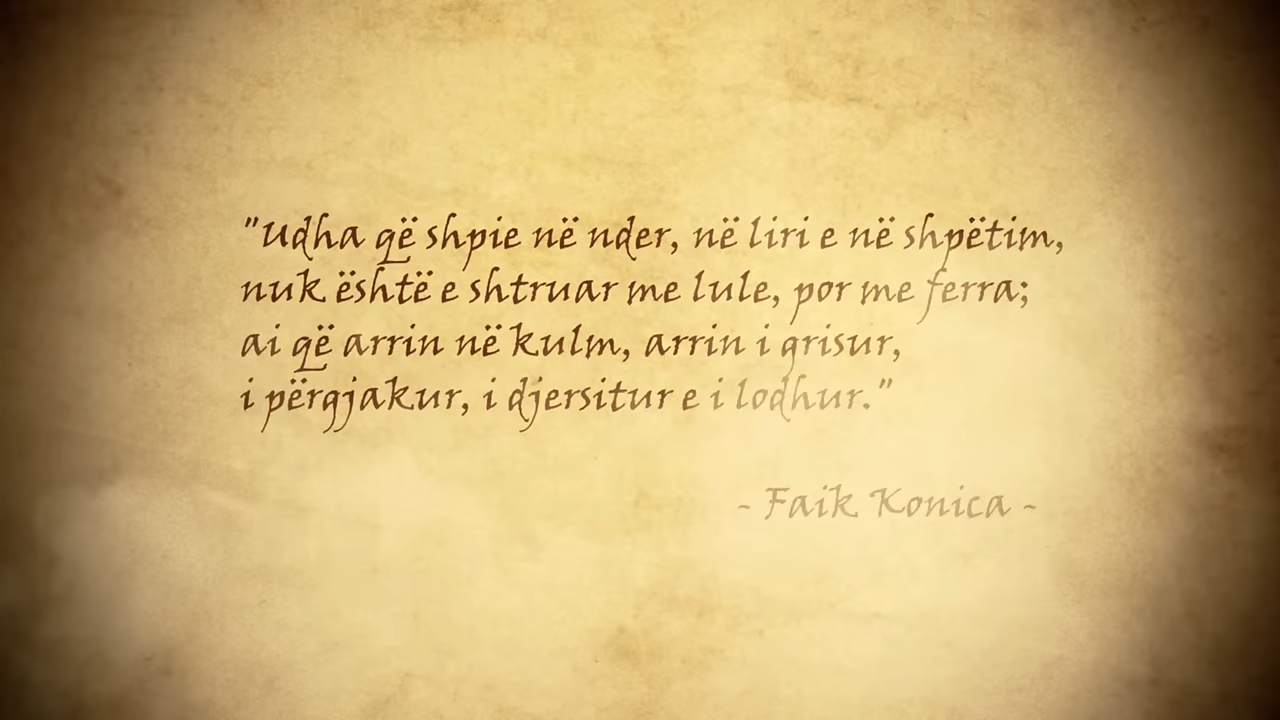 "Udha që shpie në nder, në liri e në shpëtim,
nuk është e shtruar me lule, por me ferra;
ai që arrin në kulm, arrin i grisur,
i përgjakur, i djersitur e i lodhur."
- Faik Konica -